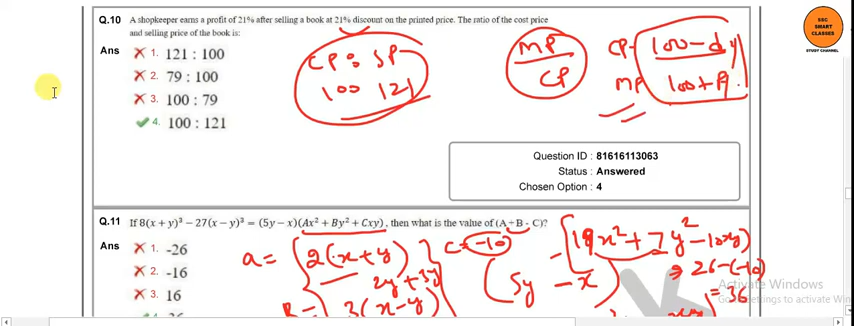 Q.10 A shopkeeper earns a profit of 21% after selling a book at 21% discount on the printed price. The ratio of the cost price
and selling price of the book is:
Ans 1. 121 : 100
2. 79 : 100
3. 100 : 79
4. 100 : 121
CP : SP
100 121
MP
CP
CP 100-d
MP 100+P
SSC
SMART
CLASSES
STUDY CHANNEL
Question ID : 81616113063
Status : Answered
Chosen Option : 4
Q.11 If 8(x + y)³ − 27(x − y)³ = (5y − x)(Ax² + By² + Cxy), then what is the value of (A + B - C)?
Ans 1. -26
2. -16
3. 16
a = 2(x+y)
2y+3y
3(x-y)
C = -10
(5y - x)
19x² + 7y² - 10xy)
26-(-10)
= 36
Activate Windows
Go to Settings to activate Win